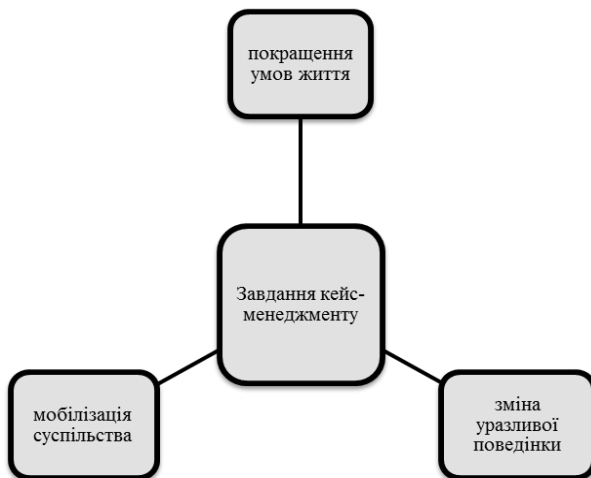 покращення
умов життя
Завдання кейс-
менеджменту
мобілізація
суспільства
зміна
уразливої
поведінки